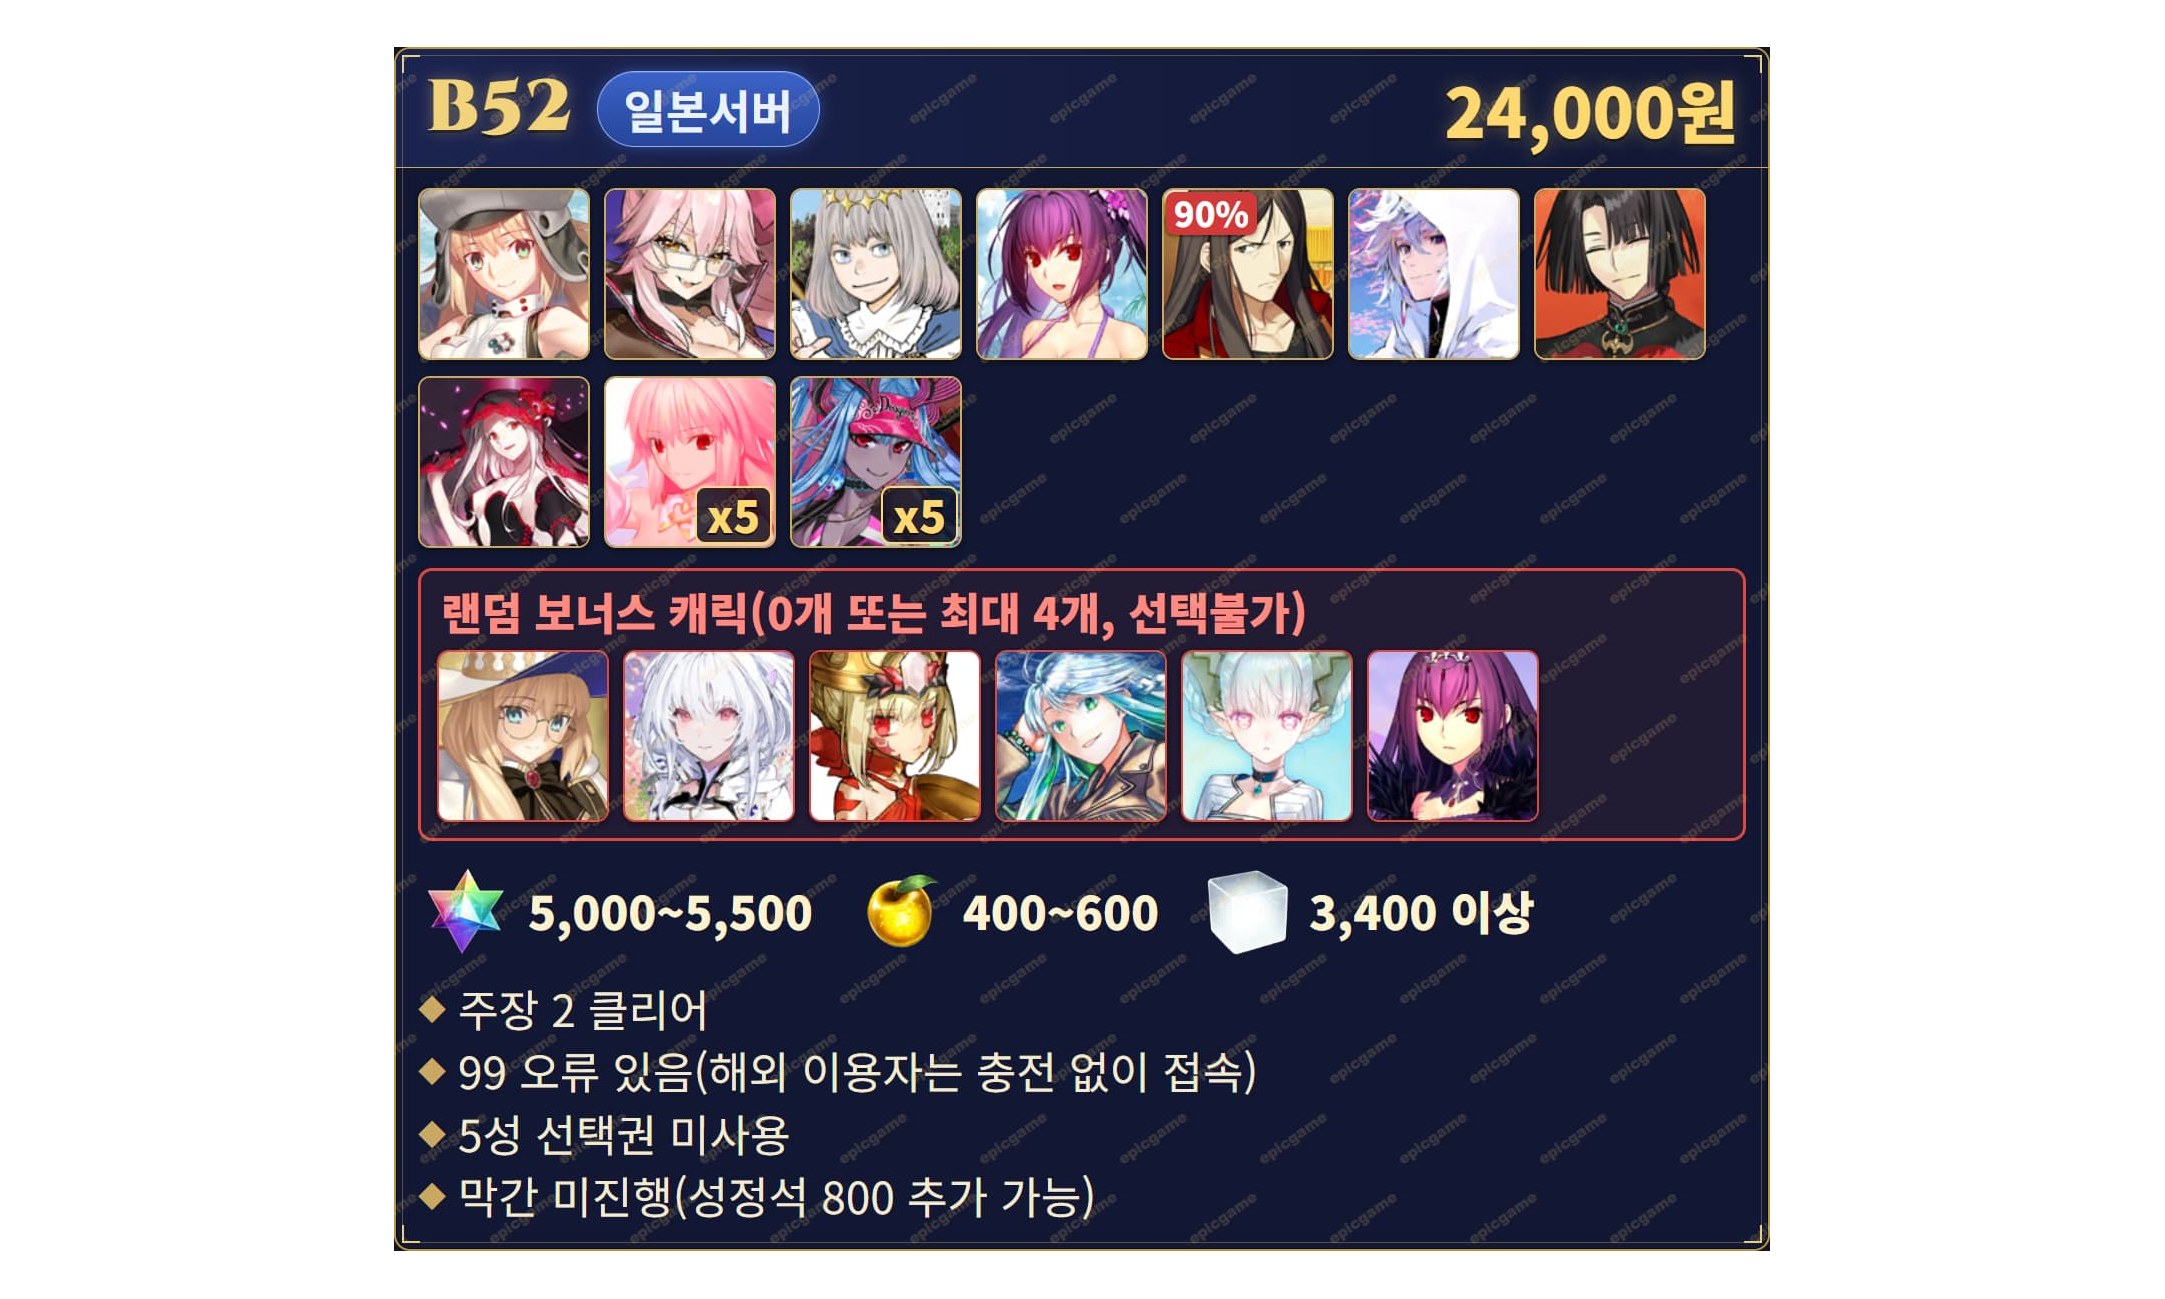 B52 일본서버 24,000원
90%
x5 x5
랜덤 보너스 캐릭(0개 또는 최대 4개, 선택불가)
5,000~5,500 400~600 3,400 이상
주장 2 클리어
99 오류 있음(해외 이용자는 충전 없이 접속)
5성 선택권 미사용
막간 미진행(성정석 800 추가 가능)
epicgame